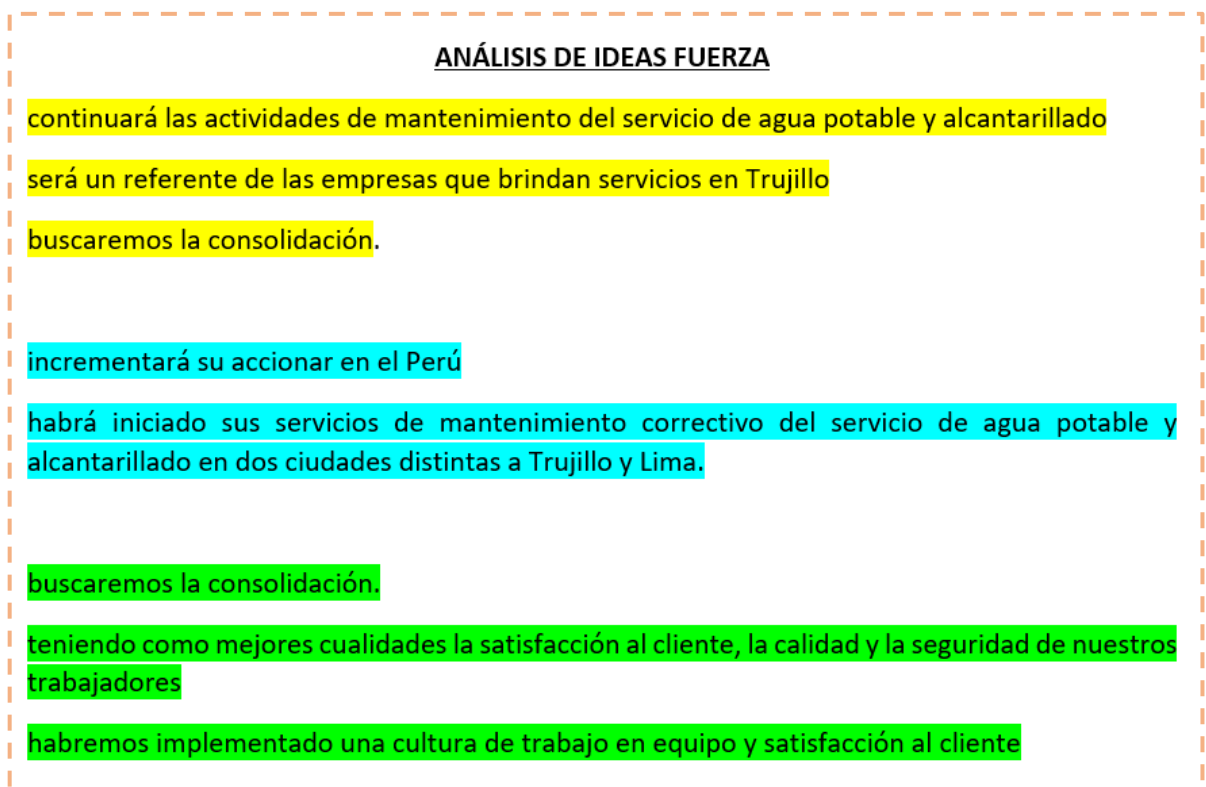 ANÁLISIS DE IDEAS FUERZA
continuará las actividades de mantenimiento del servicio de agua potable y alcantarillado
será un referente de las empresas que brindan servicios en Trujillo
buscaremos la consolidación.
incrementará su accionar en el Perú
habrá iniciado sus servicios de mantenimiento correctivo del servicio de agua potable y
alcantarillado en dos ciudades distintas a Trujillo y Lima.
buscaremos la consolidación.
teniendo como mejores cualidades la satisfacción al cliente, la calidad y la seguridad de nuestros
trabajadores
habremos implementado una cultura de trabajo en equipo y satisfacción al cliente